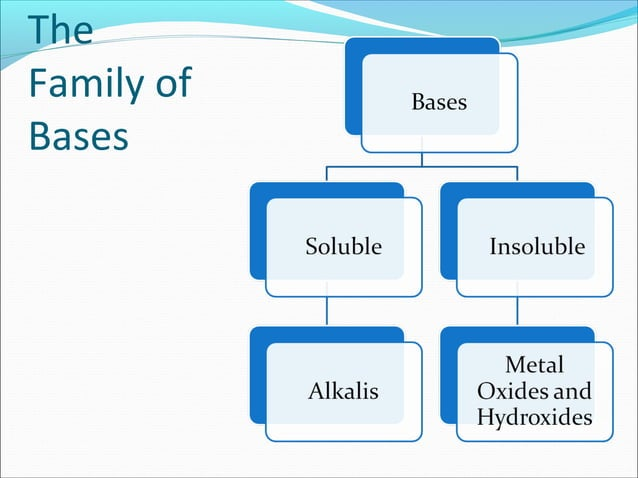 The
Family of
Bases
Bases
Soluble
Insoluble
Alkalis
Metal
Oxides and
Hydroxides